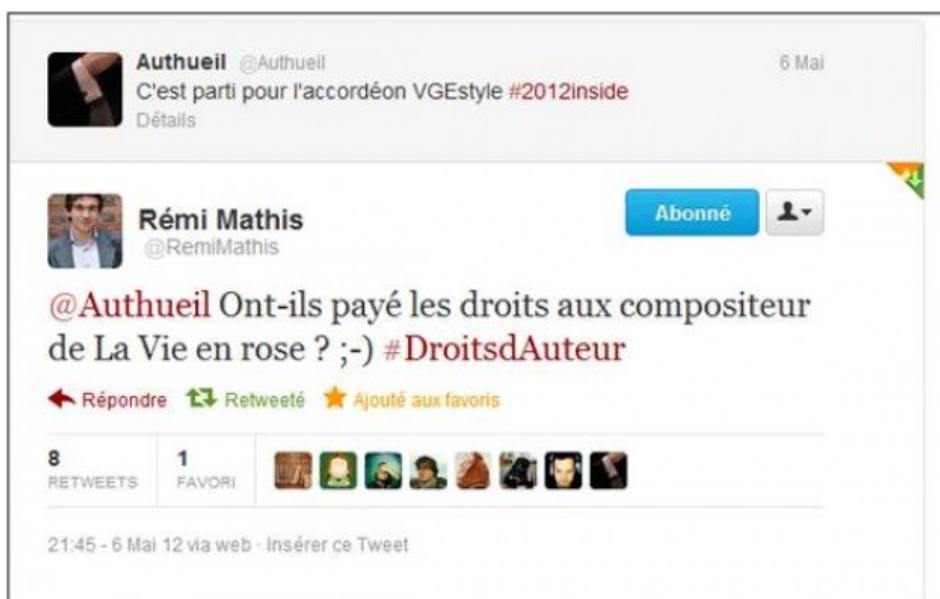 Authueil @Authueil 6 Mai
C'est parti pour l'accordéon VGEstyle #2012inside
Détails
Rémi Mathis
@RemiMathis
Abonné
@Authueil Ont-ils payé les droits aux compositeur
de La Vie en rose ? ;-) #DroitsdAuteur
Répondre Retweeté Ajouté aux favoris
8 1
RETWEETS FAVORI
21:45 - 6 Mai 12 via web · Insérer ce Tweet